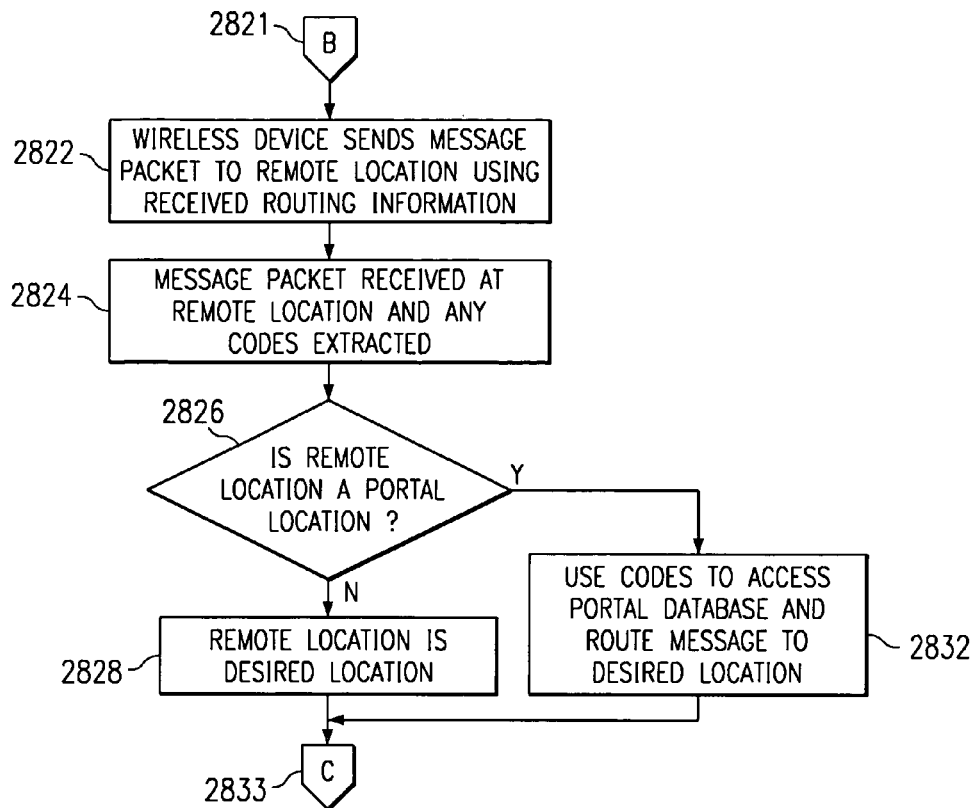 2821
B
2822
WIRELESS DEVICE SENDS MESSAGE
PACKET TO REMOTE LOCATION USING
RECEIVED ROUTING INFORMATION
2824
MESSAGE PACKET RECEIVED AT
REMOTE LOCATION AND ANY
CODES EXTRACTED
2826
IS REMOTE
LOCATION A PORTAL
LOCATION ?
Y
N
2828
REMOTE LOCATION IS
DESIRED LOCATION
USE CODES TO ACCESS
PORTAL DATABASE AND
ROUTE MESSAGE TO
DESIRED LOCATION
2832
C
2833